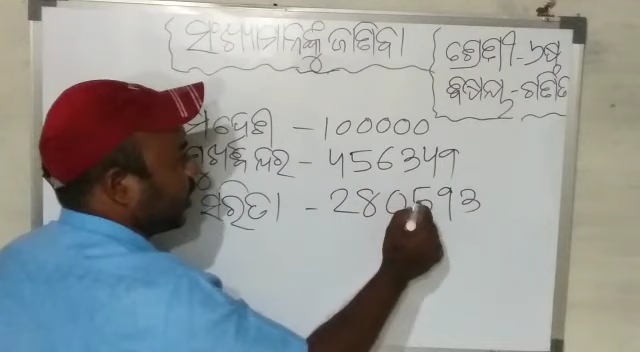 ସଂଖ୍ୟାମାନଙ୍କୁ ଜାଣିବା
ଶ୍ରେଣୀ-୬ଷ୍ଠ
ବିଷୟ-ଗଣିତ
- 100000
- 456349
ସରିତା - 280593